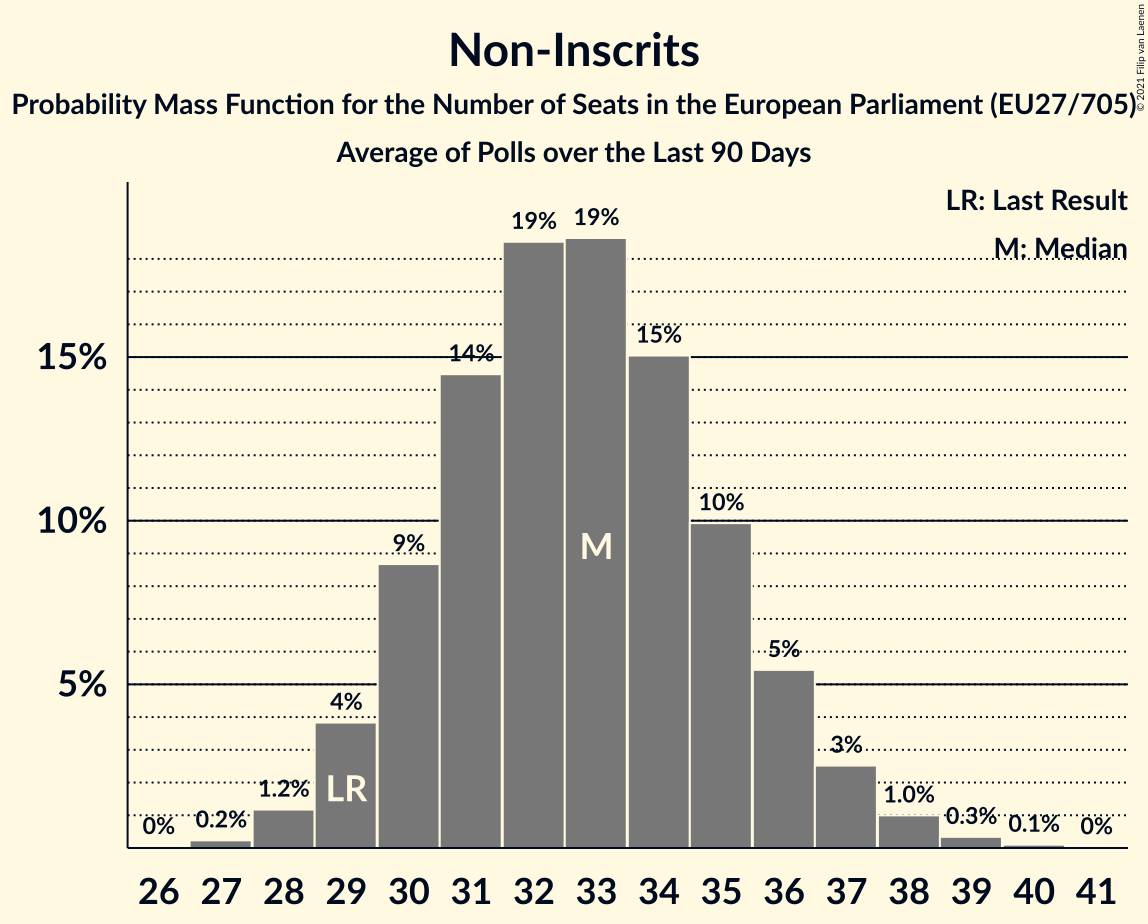 Non-Inscrits
Probability Mass Function for the Number of Seats in the European Parliament (EU27/705)
Average of Polls over the Last 90 Days
© 2021 Filip van Laenen
LR: Last Result
M: Median
19% 19%
15%
15% 14%
10%
10%
9%
M
5%
5%
4%
3%
LR
1.2% 1.0%
0% 0.2% 0.3% 0.1% 0%
26 27 28 29 30 31 32 33 34 35 36 37 38 39 40 41